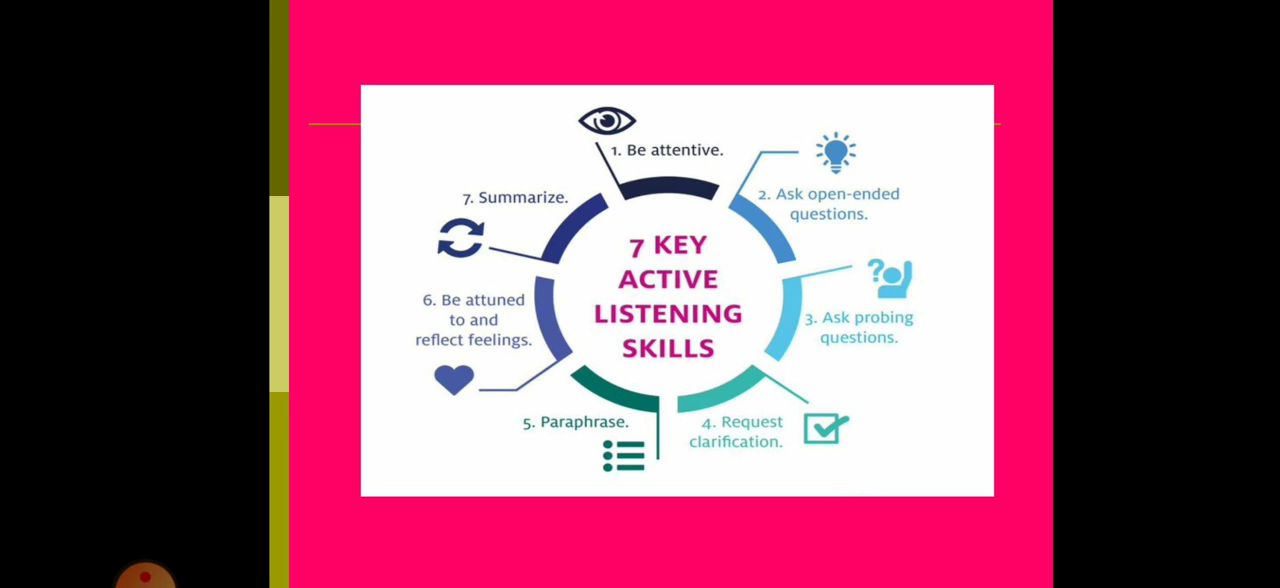 7 KEY
ACTIVE
LISTENING
SKILLS
1. Be attentive.
2. Ask open-ended
questions.
3. Ask probing
questions.
4. Request
clarification.
5. Paraphrase.
6. Be attuned
to and
reflect feelings.
7. Summarize.